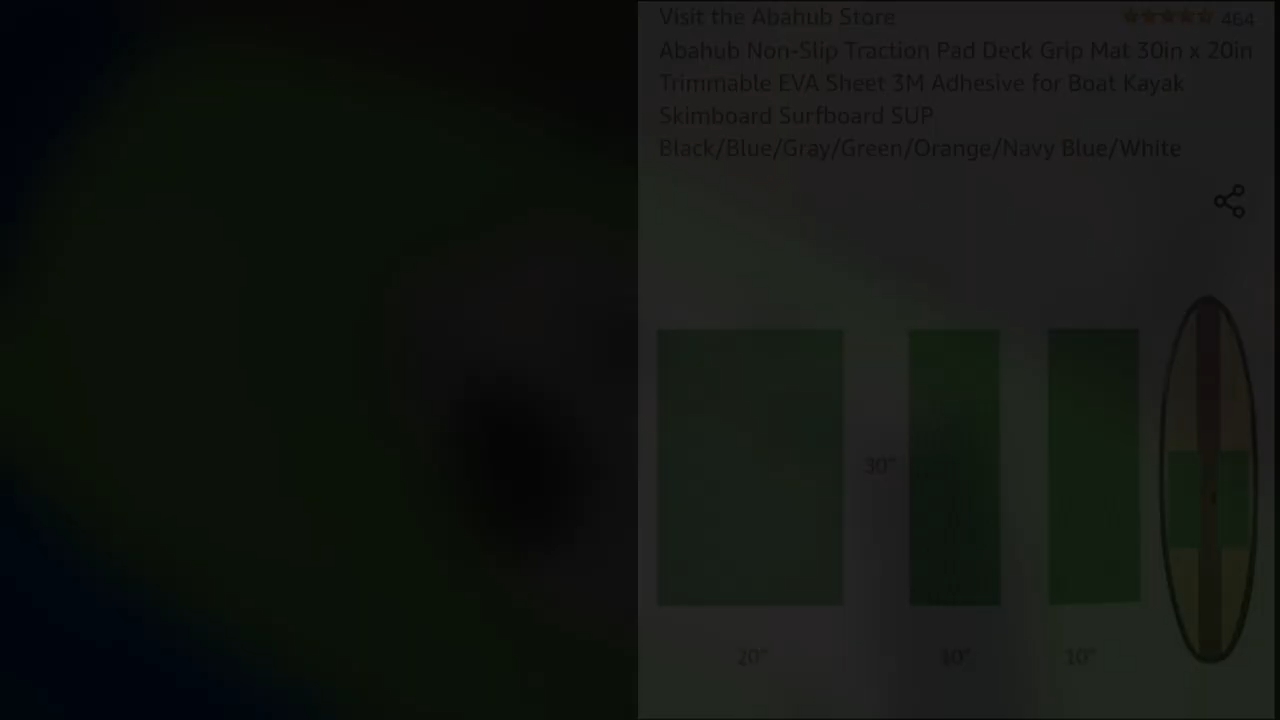 Visit the Abahub Store
464
Abahub Non-Slip Traction Pad Deck Grip Mat 30in x 20in
Trimmable EVA Sheet 3M Adhesive for Boat Kayak
Skimboard Surfboard SUP
Black/Blue/Gray/Green/Orange/Navy Blue/White
30"
20"
10"
10"